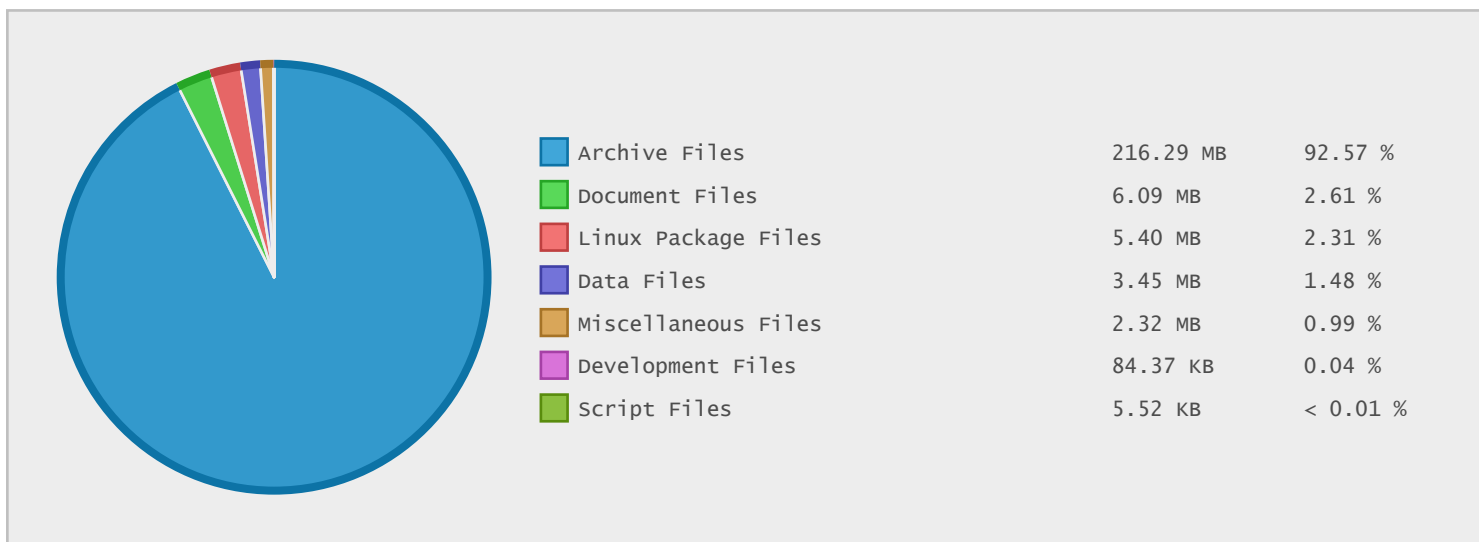 Archive Files 216.29 MB 92.57 %
Document Files 6.09 MB 2.61 %
Linux Package Files 5.40 MB 2.31 %
Data Files 3.45 MB 1.48 %
Miscellaneous Files 2.32 MB 0.99 %
Development Files 84.37 KB 0.04 %
Script Files 5.52 KB < 0.01 %